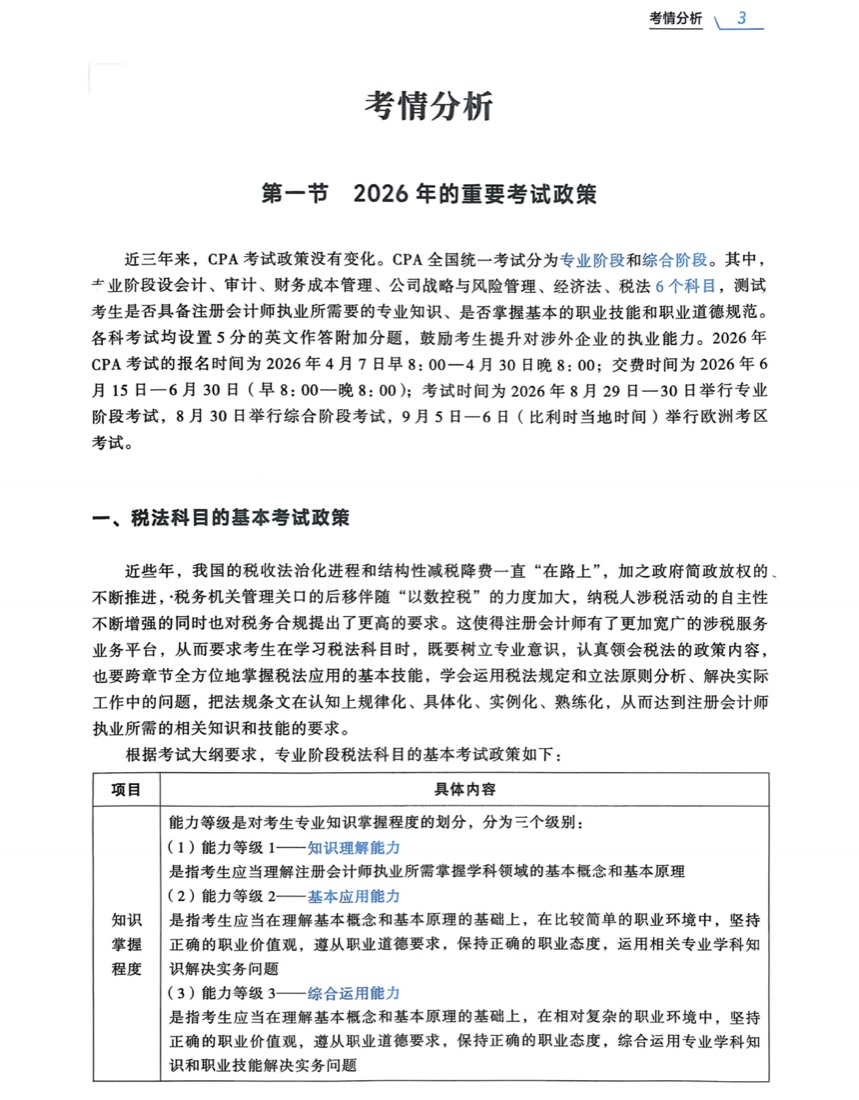 考情分析 3
考情分析
第一节 2026 年的重要考试政策
近三年来，CPA 考试政策没有变化。CPA 全国统一考试分为专业阶段和综合阶段。其中，
业阶段设会计、审计、财务成本管理、公司战略与风险管理、经济法、税法 6 个科目，测试
考生是否具备注册会计师执业所需要的专业知识、是否掌握基本的职业技能和职业道德规范。
各科考试均设置 5 分的英文作答附加分题，鼓励考生提升对涉外企业的执业能力。2026 年
CPA 考试的报名时间为 2026 年 4 月 7 日早 8：00—4 月 30 日晚 8：00；交费时间为 2026 年 6
月 15 日—6 月 30 日（早 8：00—晚 8：00）；考试时间为 2026 年 8 月 29 日—30 日举行专业
阶段考试，8 月 30 日举行综合阶段考试，9 月 5 日—6 日（比利时当地时间）举行欧洲考区
考试。
一、税法科目的基本考试政策
近些年，我国的税收法治化进程和结构性减税降费一直“在路上”，加之政府简政放权的
不断推进，税务机关管理关口的后移伴随“以数控税”的力度加大，纳税人涉税活动的自主性
不断增强的同时也对税务合规提出了更高的要求。这使得注册会计师有了更加宽广的涉税服务
业务平台，从而要求考生在学习税法科目时，既要树立专业意识，认真领会税法的政策内容，
也要跨章节全方位地掌握税法应用的基本技能，学会运用税法规定和立法原则分析、解决实际
工作中的问题，把法规条文在认知上规律化、具体化、实例化、熟练化，从而达到注册会计师
执业所需的相关知识和技能的要求。
根据考试大纲要求，专业阶段税法科目的基本考试政策如下：
项目 具体内容
知识
掌握
程度
能力等级是对考生专业知识掌握程度的划分，分为三个级别：
（1）能力等级 1——知识理解能力
是指考生应当理解注册会计师执业所需掌握学科领域的基本概念和基本原理
（2）能力等级 2——基本应用能力
是指考生应当在理解基本概念和基本原理的基础上，在比较简单的职业环境中，坚持
正确的职业价值观，遵从职业道德要求，保持正确的职业态度，运用相关专业学科知
识解决实务问题
（3）能力等级 3——综合运用能力
是指考生应当在理解基本概念和基本原理的基础上，在相对复杂的职业环境中，坚持
正确的职业价值观，遵从职业道德要求，保持正确的职业态度，综合运用专业学科知
识和职业技能解决实务问题